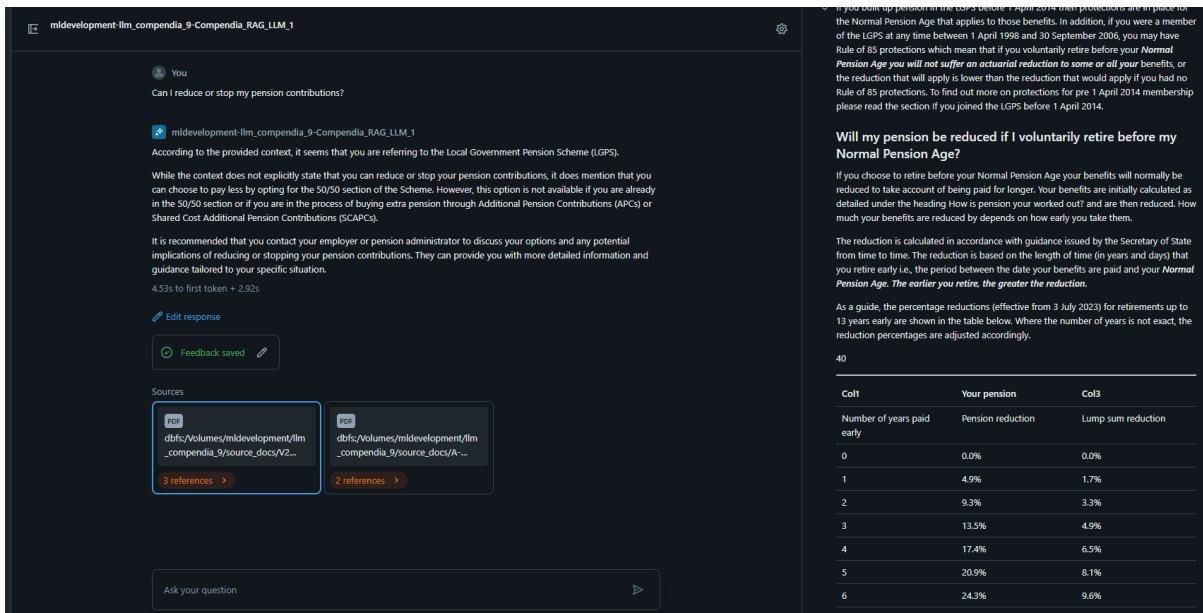 mldevelopment-llm_compendia_9-Compendia_RAG_LLM_1
You
Can I reduce or stop my pension contributions?
mldevelopment-llm_compendia_9-Compendia_RAG_LLM_1
According to the provided context, it seems that you are referring to the Local Government Pension Scheme (LGPS).
While the context does not explicitly state that you can reduce or stop your pension contributions, it does mention that you
can choose to pay less by opting for the 50/50 section of the Scheme. However, this option is not available if you are already
in the 50/50 section or if you are in the process of buying extra pension through Additional Pension Contributions (APCs) or
Shared Cost Additional Pension Contributions (SCAPCs).
It is recommended that you contact your employer or pension administrator to discuss your options and any potential
implications of reducing or stopping your pension contributions. They can provide you with more detailed information and
guidance tailored to your specific situation.
4.53s to first token + 2.92s
Edit response
Feedback saved
Sources
PDF
dbfs:/Volumes/mldevelopment/llm
_compendia_9/source_docs/V2...
3 references >
PDF
dbfs:/Volumes/mldevelopment/llm
_compendia_9/source_docs/A-...
2 references >
Ask your question
If you built up pension in the LGPS before 1 April 2014 then protections are in place for
the Normal Pension Age that applies to those benefits. In addition, if you were a member
of the LGPS at any time between 1 April 1998 and 30 September 2006, you may have
Rule of 85 protections which mean that if you voluntarily retire before your Normal
Pension Age you will not suffer an actuarial reduction to some or all your benefits, or
the reduction that will apply is lower than the reduction that would apply if you had no
Rule of 85 protections. To find out more on protections for pre 1 April 2014 membership
please read the section If you joined the LGPS before 1 April 2014.
Will my pension be reduced if I voluntarily retire before my
Normal Pension Age?
If you choose to retire before your Normal Pension Age your benefits will normally be
reduced to take account of being paid for longer. Your benefits are initially calculated as
detailed under the heading How is pension your worked out? and are then reduced. How
much your benefits are reduced by depends on how early you take them.
The reduction is calculated in accordance with guidance issued by the Secretary of State
from time to time. The reduction is based on the length of time (in years and days) that
you retire early i.e., the period between the date your benefits are paid and your Normal
Pension Age. The earlier you retire, the greater the reduction.
As a guide, the percentage reductions (effective from 3 July 2023) for retirements up to
13 years early are shown in the table below. Where the number of years is not exact, the
reduction percentages are adjusted accordingly.
40
Col1 Your pension Col3
Number of years paid Pension reduction Lump sum reduction
early
0 0.0% 0.0%
1 4.9% 1.7%
2 9.3% 3.3%
3 13.5% 4.9%
4 17.4% 6.5%
5 20.9% 8.1%
6 24.3% 9.6%